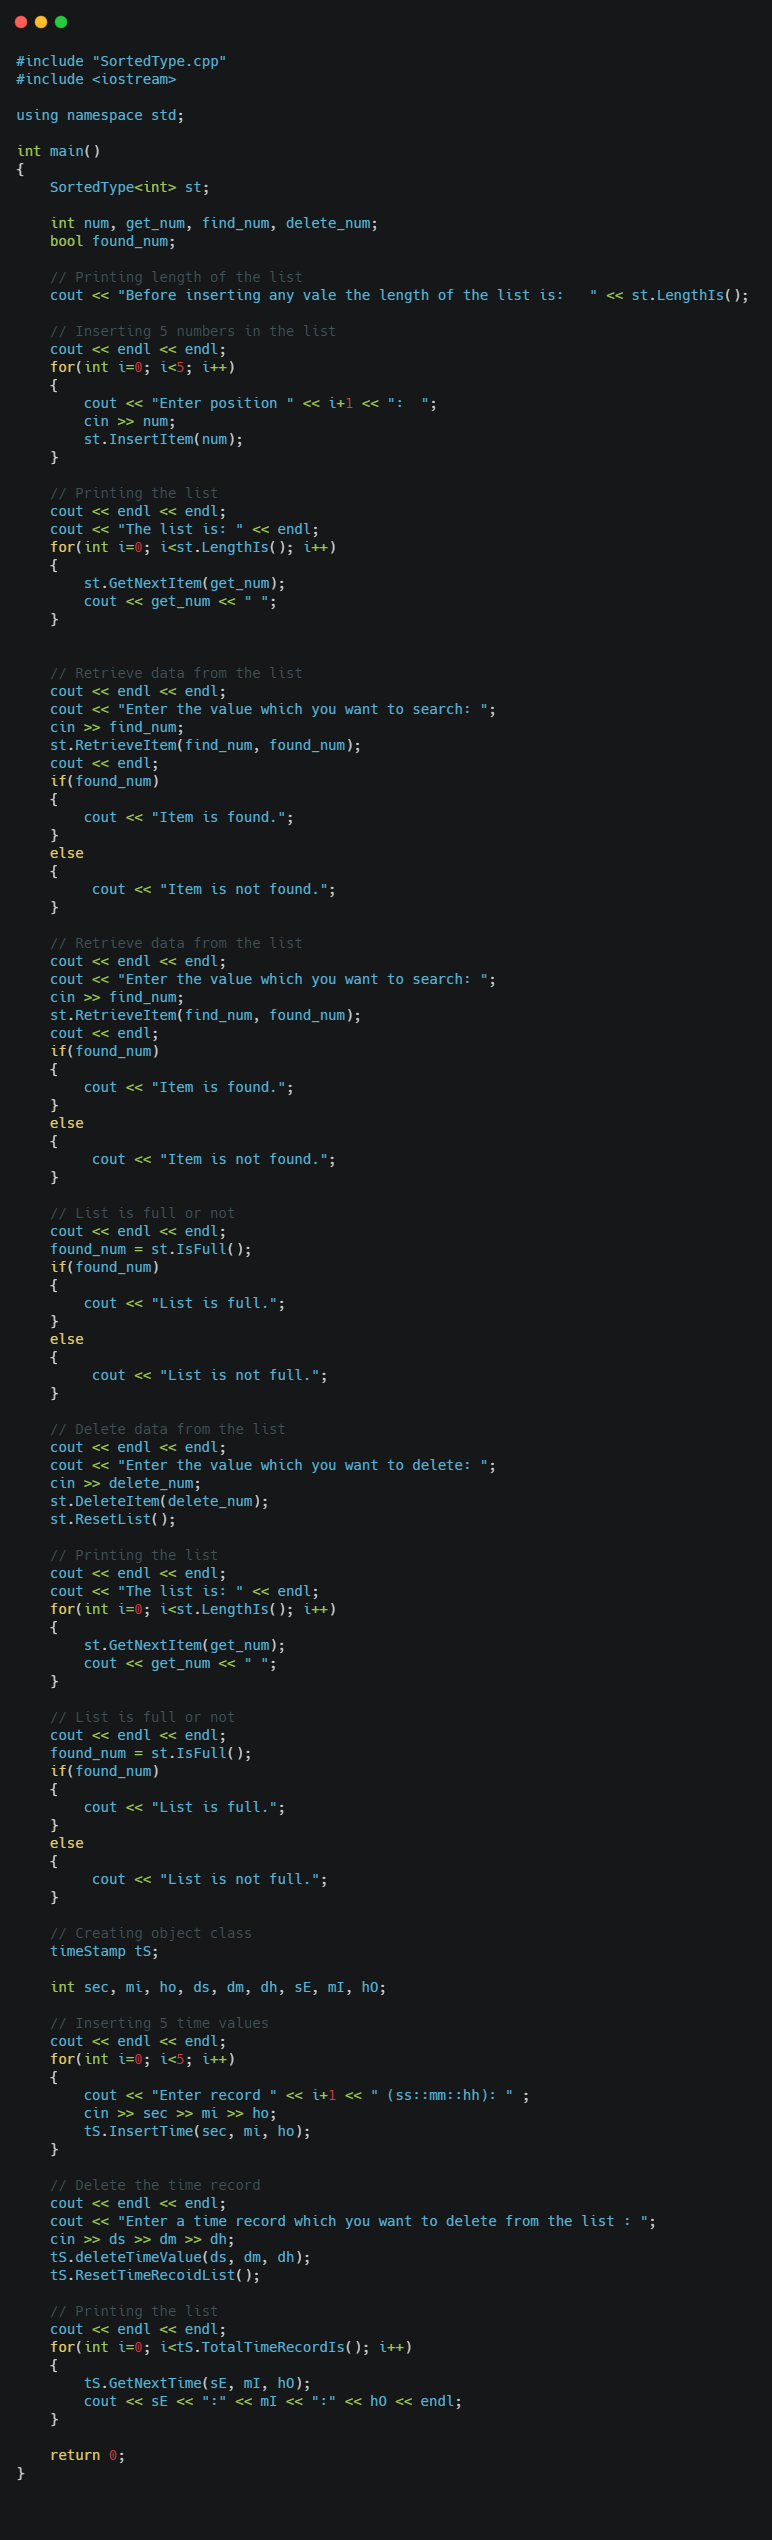 #include "SortedType.cpp"
#include <iostream>

using namespace std;

int main()
{
    SortedType<int> st;

    int num, get_num, find_num, delete_num;
    bool found_num;

    // Printing length of the list
    cout << "Before inserting any vale the length of the list is:   " << st.LengthIs();

    // Inserting 5 numbers in the list
    cout << endl << endl;
    for(int i=0; i<5; i++)
    {
        cout << "Enter position " << i+1 << ":  ";
        cin >> num;
        st.InsertItem(num);
    }

    // Printing the list
    cout << endl << endl;
    cout << "The list is: " << endl;
    for(int i=0; i<st.LengthIs(); i++)
    {
        st.GetNextItem(get_num);
        cout << get_num << " ";
    }


    // Retrieve data from the list
    cout << endl << endl;
    cout << "Enter the value which you want to search: ";
    cin >> find_num;
    st.RetrieveItem(find_num, found_num);
    cout << endl;
    if(found_num)
    {
        cout << "Item is found.";
    }
    else
    {
         cout << "Item is not found.";
    }

    // Retrieve data from the list
    cout << endl << endl;
    cout << "Enter the value which you want to search: ";
    cin >> find_num;
    st.RetrieveItem(find_num, found_num);
    cout << endl;
    if(found_num)
    {
        cout << "Item is found.";
    }
    else
    {
         cout << "Item is not found.";
    }

    // List is full or not
    cout << endl << endl;
    found_num = st.IsFull();
    if(found_num)
    {
        cout << "List is full.";
    }
    else
    {
         cout << "List is not full.";
    }

    // Delete data from the list
    cout << endl << endl;
    cout << "Enter the value which you want to delete: ";
    cin >> delete_num;
    st.DeleteItem(delete_num);
    st.ResetList();

    // Printing the list
    cout << endl << endl;
    cout << "The list is: " << endl;
    for(int i=0; i<st.LengthIs(); i++)
    {
        st.GetNextItem(get_num);
        cout << get_num << " ";
    }

    // List is full or not
    cout << endl << endl;
    found_num = st.IsFull();
    if(found_num)
    {
        cout << "List is full.";
    }
    else
    {
         cout << "List is not full.";
    }

    // Creating object class
    timeStamp tS;

    int sec, mi, ho, ds, dm, dh, sE, mI, hO;

    // Inserting 5 time values
    cout << endl << endl;
    for(int i=0; i<5; i++)
    {
        cout << "Enter record " << i+1 << " (ss::mm::hh): " ;
        cin >> sec >> mi >> ho;
        tS.InsertTime(sec, mi, ho);
    }

    // Delete the time record
    cout << endl << endl;
    cout << "Enter a time record which you want to delete from the list : ";
    cin >> ds >> dm >> dh;
    tS.deleteTimeValue(ds, dm, dh);
    tS.ResetTimeRecoidList();

    // Printing the list
    cout << endl << endl;
    for(int i=0; i<tS.TotalTimeRecordIs(); i++)
    {
        tS.GetNextTime(sE, mI, hO);
        cout << sE << ":" << mI << ":" << hO << endl;
    }

    return 0;
}